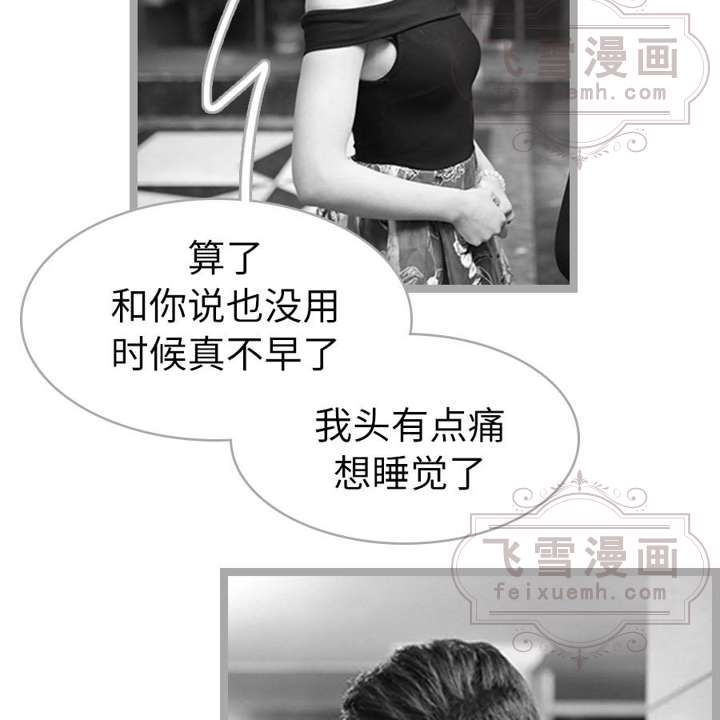 飞雪漫画
feixuemh.com
算了
和你说也没用
时候真不早了
我头有点痛
想睡觉了
飞雪漫画
feixuemh.com